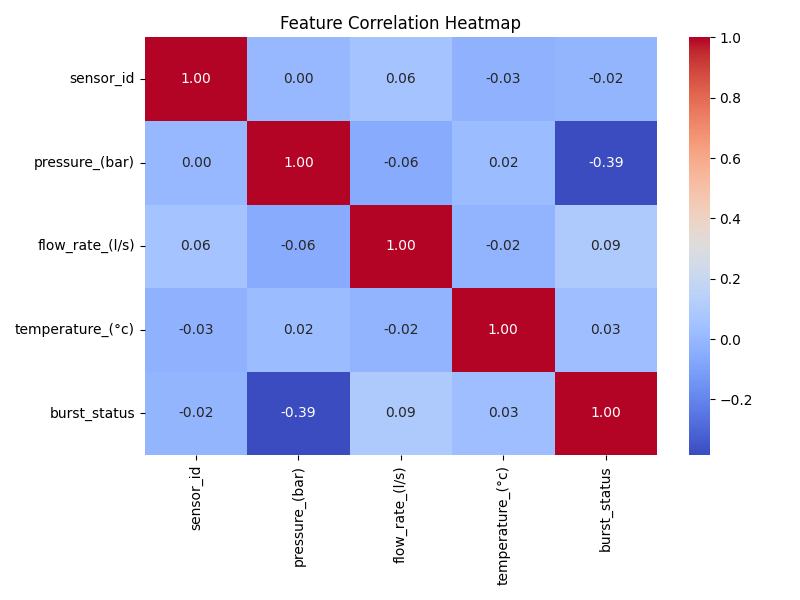 Feature Correlation Heatmap
sensor_id 1.00 0.00 0.06 -0.03 -0.02
pressure_(bar) 0.00 1.00 -0.06 0.02 -0.39
flow_rate_(l/s) 0.06 -0.06 1.00 -0.02 0.09
temperature_(°c) -0.03 0.02 -0.02 1.00 0.03
burst_status -0.02 -0.39 0.09 0.03 1.00
sensor_id
pressure_(bar)
flow_rate_(l/s)
temperature_(°c)
burst_status
1.0
0.8
0.6
0.4
0.2
0.0
−0.2